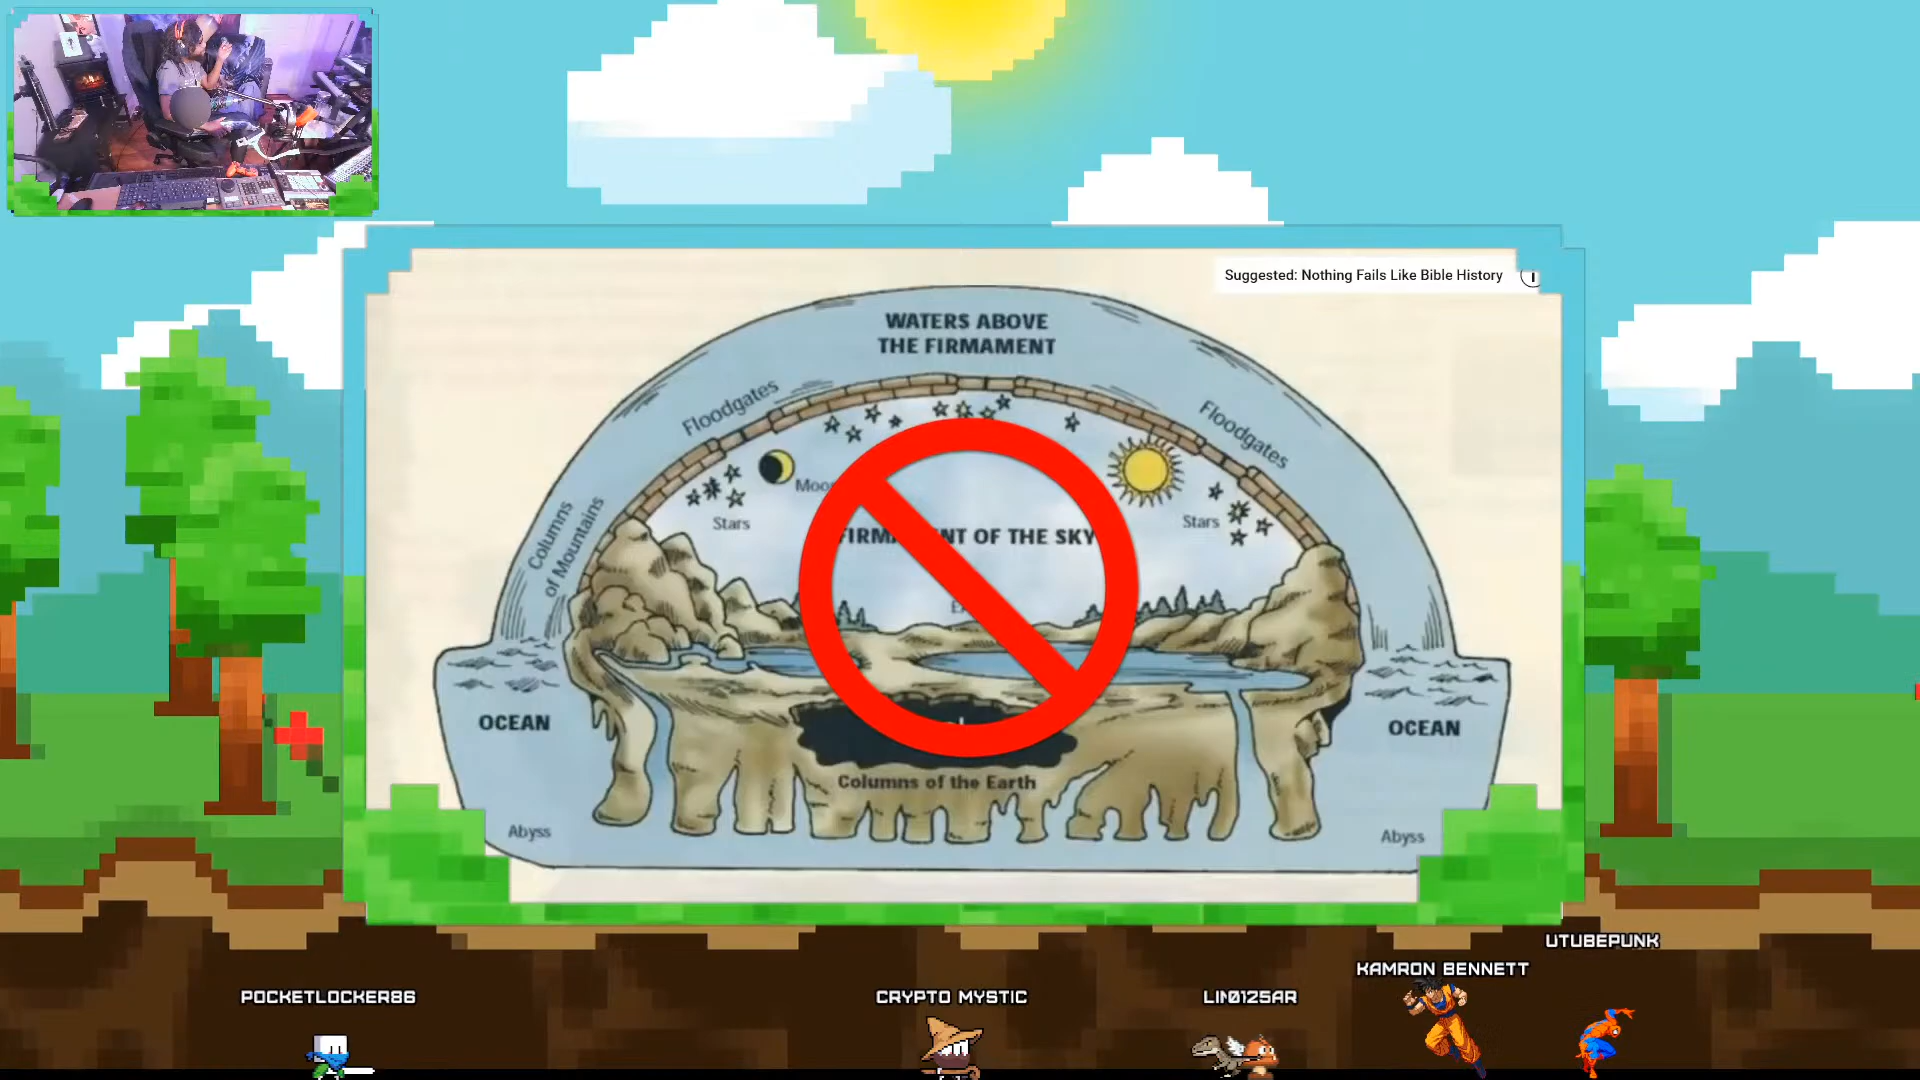 Suggested: Nothing Fails Like Bible History
WATERS ABOVE
THE FIRMAMENT
Floodgates
Floodgates
Columns
of Mountains
Stars
Stars
OF THE SKY
OCEAN
OCEAN
Columns of the Earth
Abyss
Abyss
UTUBEPUNK
KAMRON BENNETT
POCKETLOCKER86
CRYPTO MYSTIC
LIN0125AR